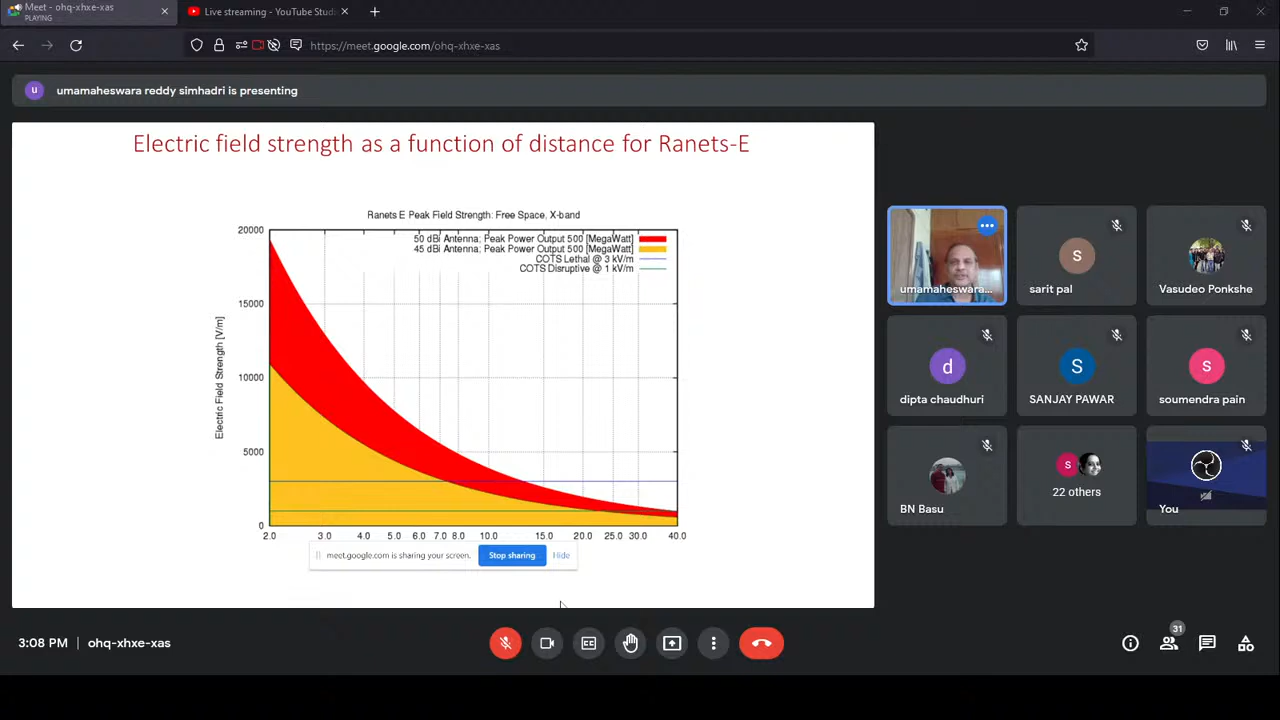 Meet - ohq-xhxe-xas
PLAYING
Live streaming - YouTube Stud
https://meet.google.com/ohq-xhxe-xas
u
umamaheswara reddy simhadri is presenting
Electric field strength as a function of distance for Ranets-E
Ranets E Peak Field Strength: Free Space, X-band
50 dBi Antenna; Peak Power Output 500 [MegaWatt]
45 dBi Antenna; Peak Power Output 500 [MegaWatt]
COTS Lethal @ 3 kV/m
COTS Disruptive @ 1 kV/m
Electric Field Strength [V/m]
20000
15000
10000
5000
0
2.0 3.0 4.0 5.0 6.0 7.0 8.0 10.0 15.0 20.0 25.0 30.0 40.0
meet.google.com is sharing your screen.
Stop sharing
Hide
umamaheswara...
s
sarit pal
Vasudeo Ponkshe
d
dipta chaudhuri
S
SANJAY PAWAR
s
soumendra pain
BN Basu
s
22 others
You
3:08 PM
ohq-xhxe-xas
31